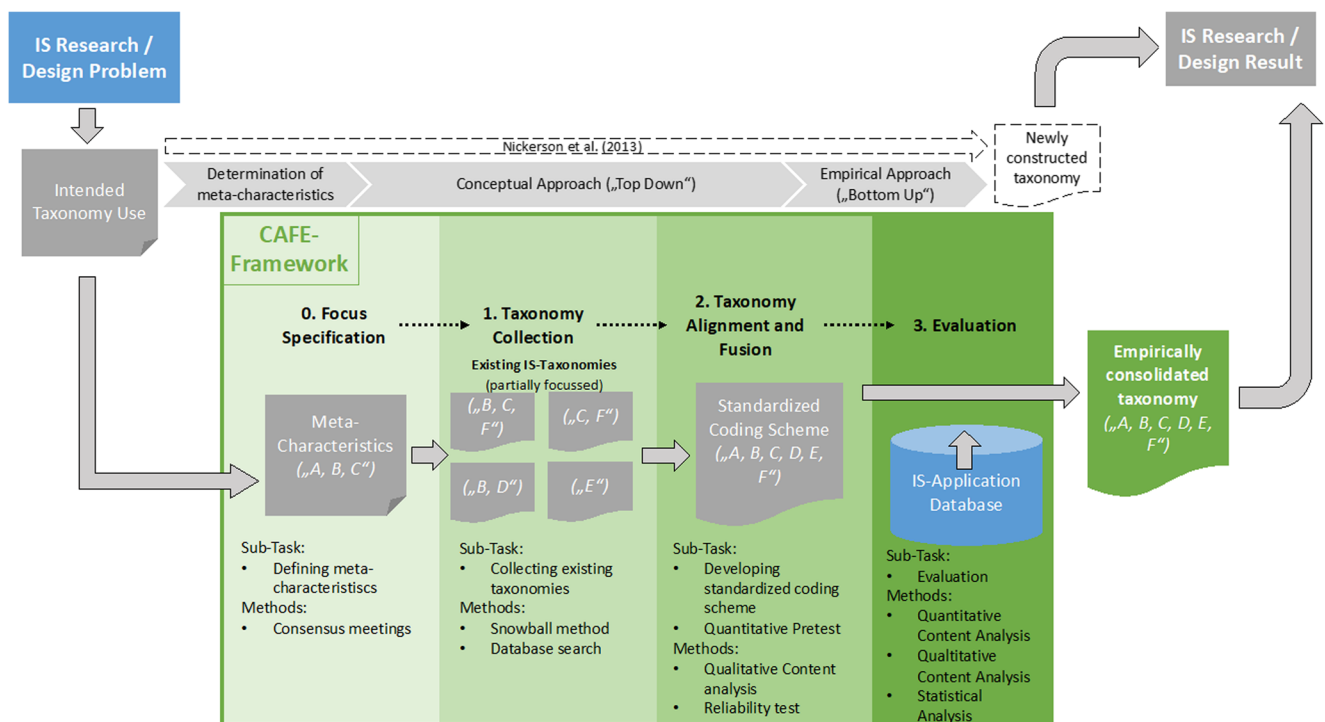 IS Research /
Design Problem
IS Research /
Design Result
Nickerson et al. (2013)
Newly
constructed
taxonomy
Intended
Taxonomy Use
Determination of
meta-characteristics
Conceptual Approach („Top Down“)
Empirical Approach
(„Bottom Up“)
CAFE-
Framework
0. Focus
Specification
1. Taxonomy
Collection
2. Taxonomy
Alignment and
Fusion
3. Evaluation
Existing IS-Taxonomies
(partially focussed)
Meta-
Characteristics
(„A, B, C“)
(„B, C,
F“)
(„C, F“)
(„B, D“)
(„E“)
Standardized
Coding Scheme
(„A, B, C, D, E,
F“)
IS-Application
Database
Empirically
consolidated
taxonomy
(„A, B, C, D, E,
F“)
Sub-Task:
• Defining meta-
characteristiscs
Methods:
• Consensus meetings
Sub-Task:
• Collecting existing
taxonomies
Methods:
• Snowball method
• Database search
Sub-Task:
• Developing
standardized coding
scheme
• Quantitative Pretest
Methods:
• Qualitative Content
analysis
• Reliability test
Sub-Task:
• Evaluation
Methods:
• Quantitative
Content Analysis
• Qualtitative
Content Analysis
• Statistical
Analysis